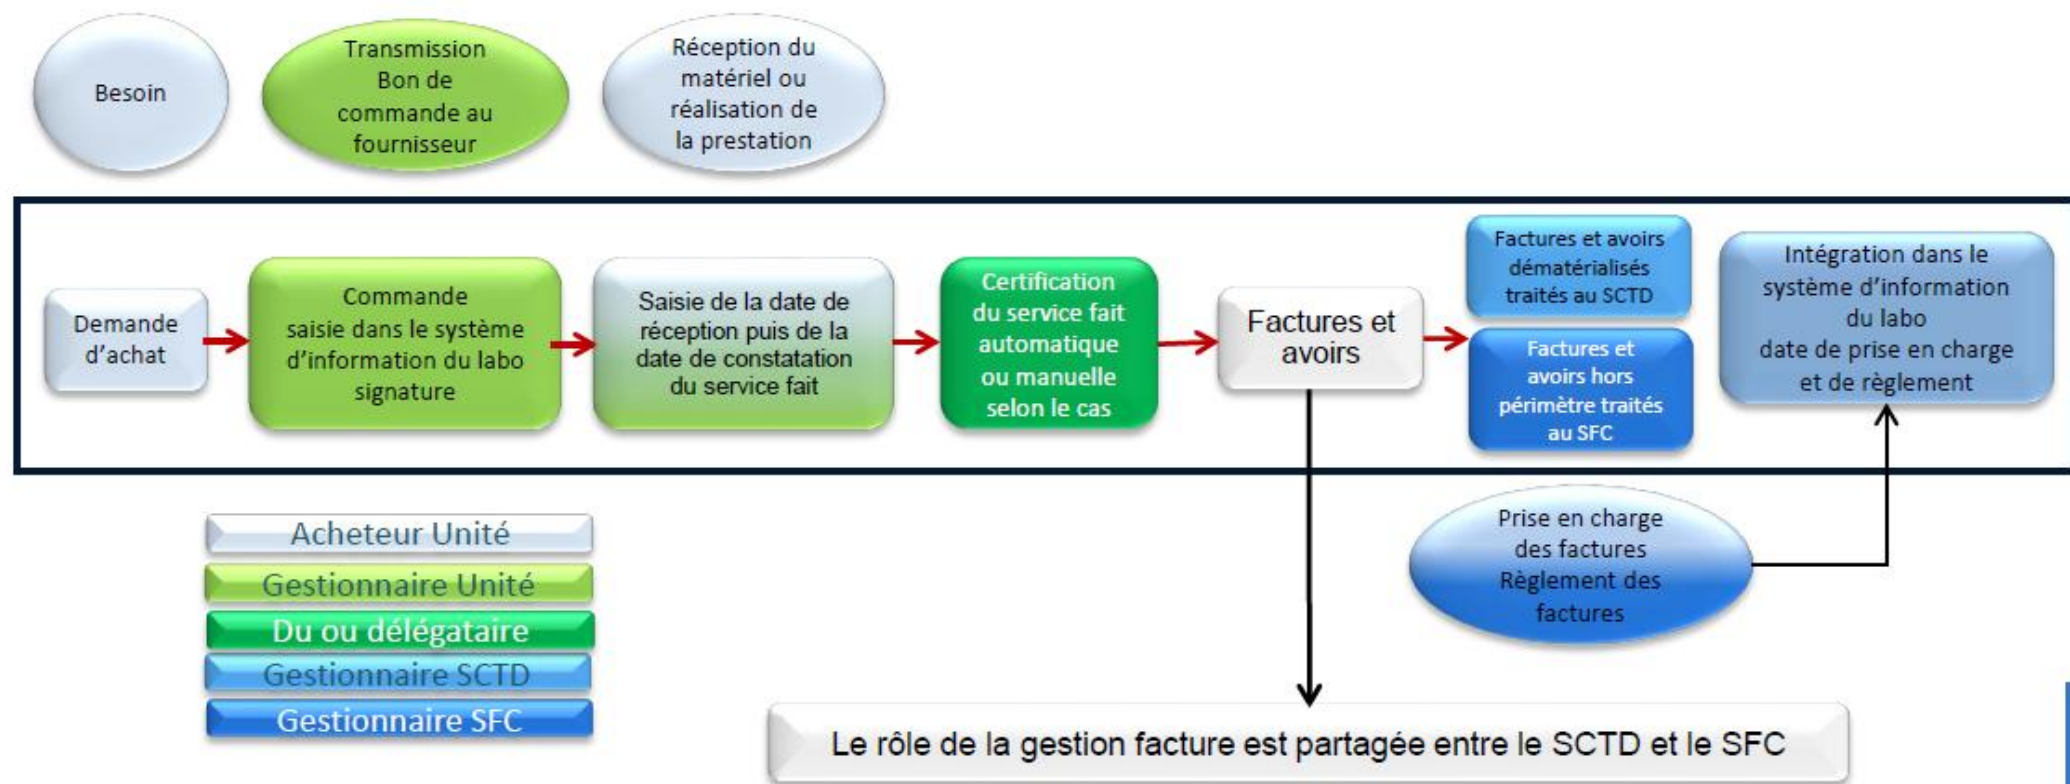 Besoin
Transmission
Bon de
commande au
fournisseur
Réception du
matériel ou
réalisation de
la prestation
Demande
d'achat
Commande
saisie dans le système
d'information du labo
signature
Saisie de la date de
réception puis de la
date de constatation
du service fait
Certification
du service fait
automatique
ou manuelle
selon le cas
Factures et
avoirs
Factures et avoirs
dématérialisés
traités au SCTD
Factures et
avoirs hors
périmètre traités
au SFC
Intégration dans le
système d'information
du labo
date de prise en charge
et de règlement
Prise en charge
des factures
Règlement des
factures
Acheteur Unité
Gestionnaire Unité
Du ou délégataire
Gestionnaire SCTD
Gestionnaire SFC
Le rôle de la gestion facture est partagée entre le SCTD et le SFC